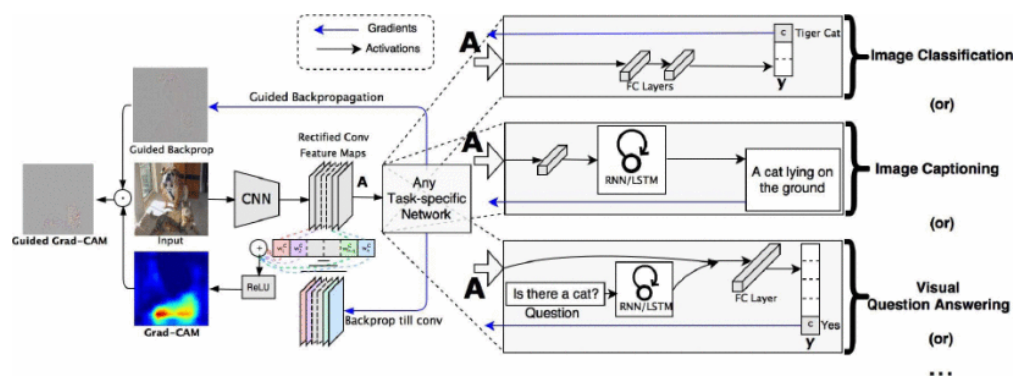 Gradients
Activations
Guided Backpropagation
Guided Backprop
Rectified Conv
Feature Maps
A
CNN
Input
Guided Grad-CAM
Any
Task-specific
Network
ReLU
Grad-CAM
Backprop till conv
A
FC Layers
c
Tiger Cat
y
Image Classification
(or)
A
RNN/LSTM
A cat lying on
the ground
Image Captioning
(or)
A
Is there a cat?
Question
RNN/LSTM
FC Layer
c
Yes
y
Visual
Question Answering
(or)
...